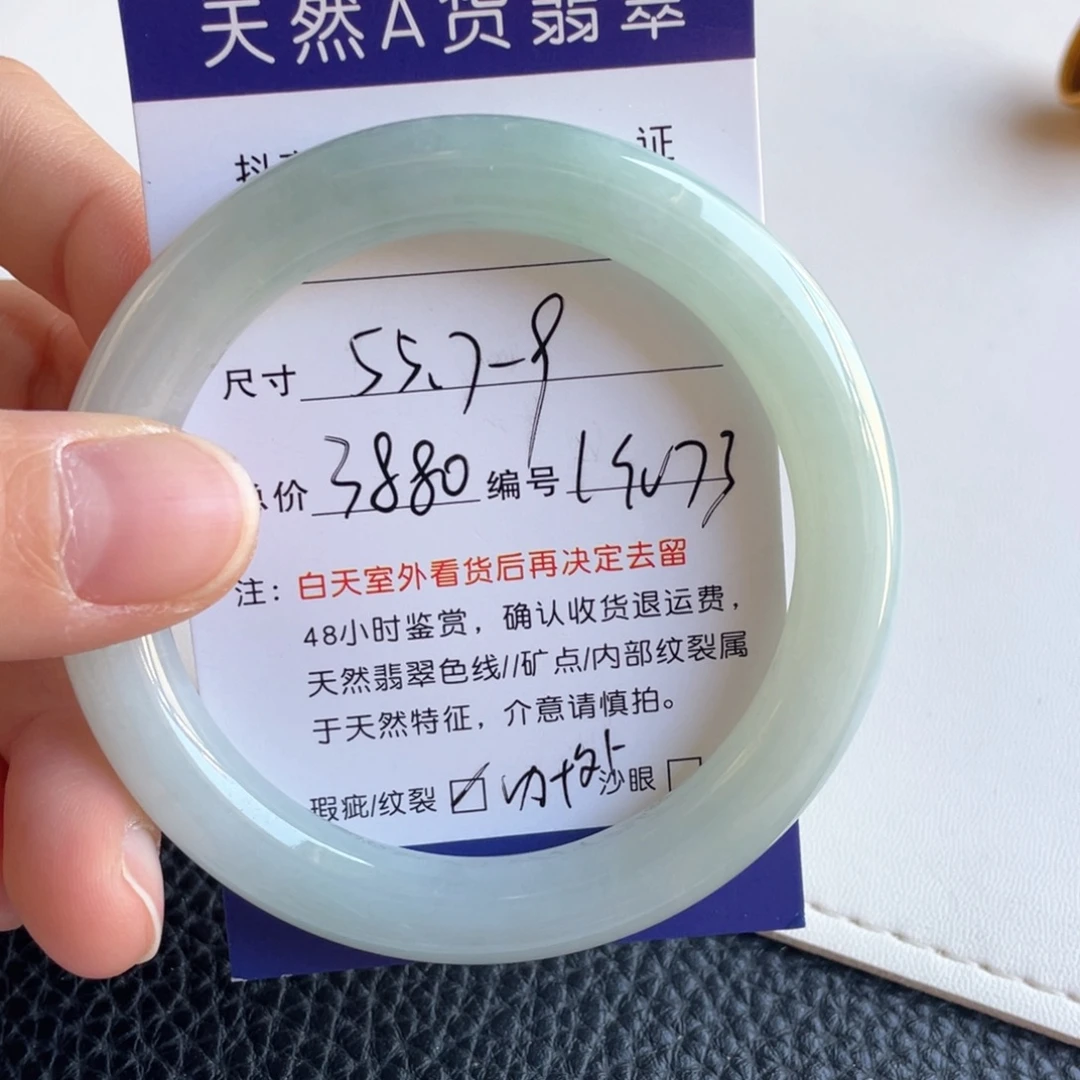 天然A货翡翠
证
尺寸 55.7-9
价 3880 编号
注：白天室外看货后再决定去留
48小时鉴赏，确认收货退运费，
天然翡翠色线//矿点/内部纹裂属
于天然特征，介意请慎拍。
瑕疵/纹裂 沙眼